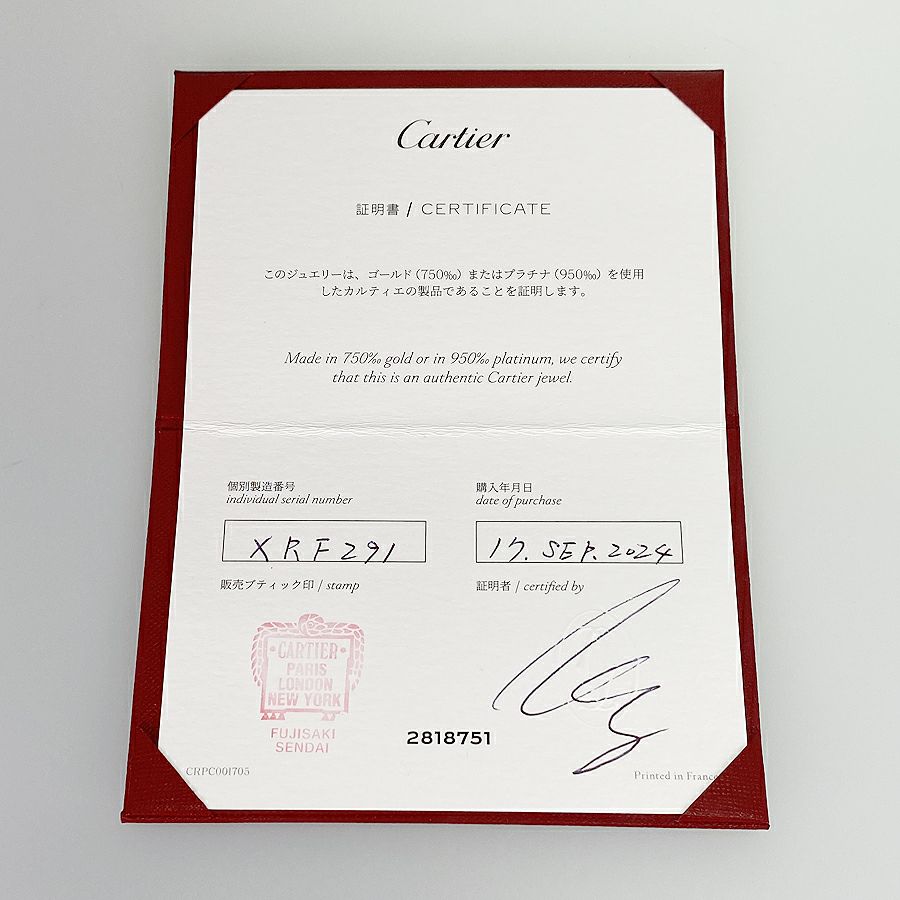 Cartier
証明書 / CERTIFICATE
このジュエリーは、ゴールド（750‰）またはプラチナ（950‰）を使用
したカルティエの製品であることを証明します。
Made in 750‰ gold or in 950‰ platinum, we certify
that this is an authentic Cartier jewel.
個別製造番号
individual serial number
XRF291
購入年月日
date of purchase
17. SEP. 2024
販売ブティック印 / stamp
証明者 / certified by
CARTIER
PARIS
LONDON
NEW YORK
FUJISAKI
SENDAI
2818751
CRPC001705
Printed in France